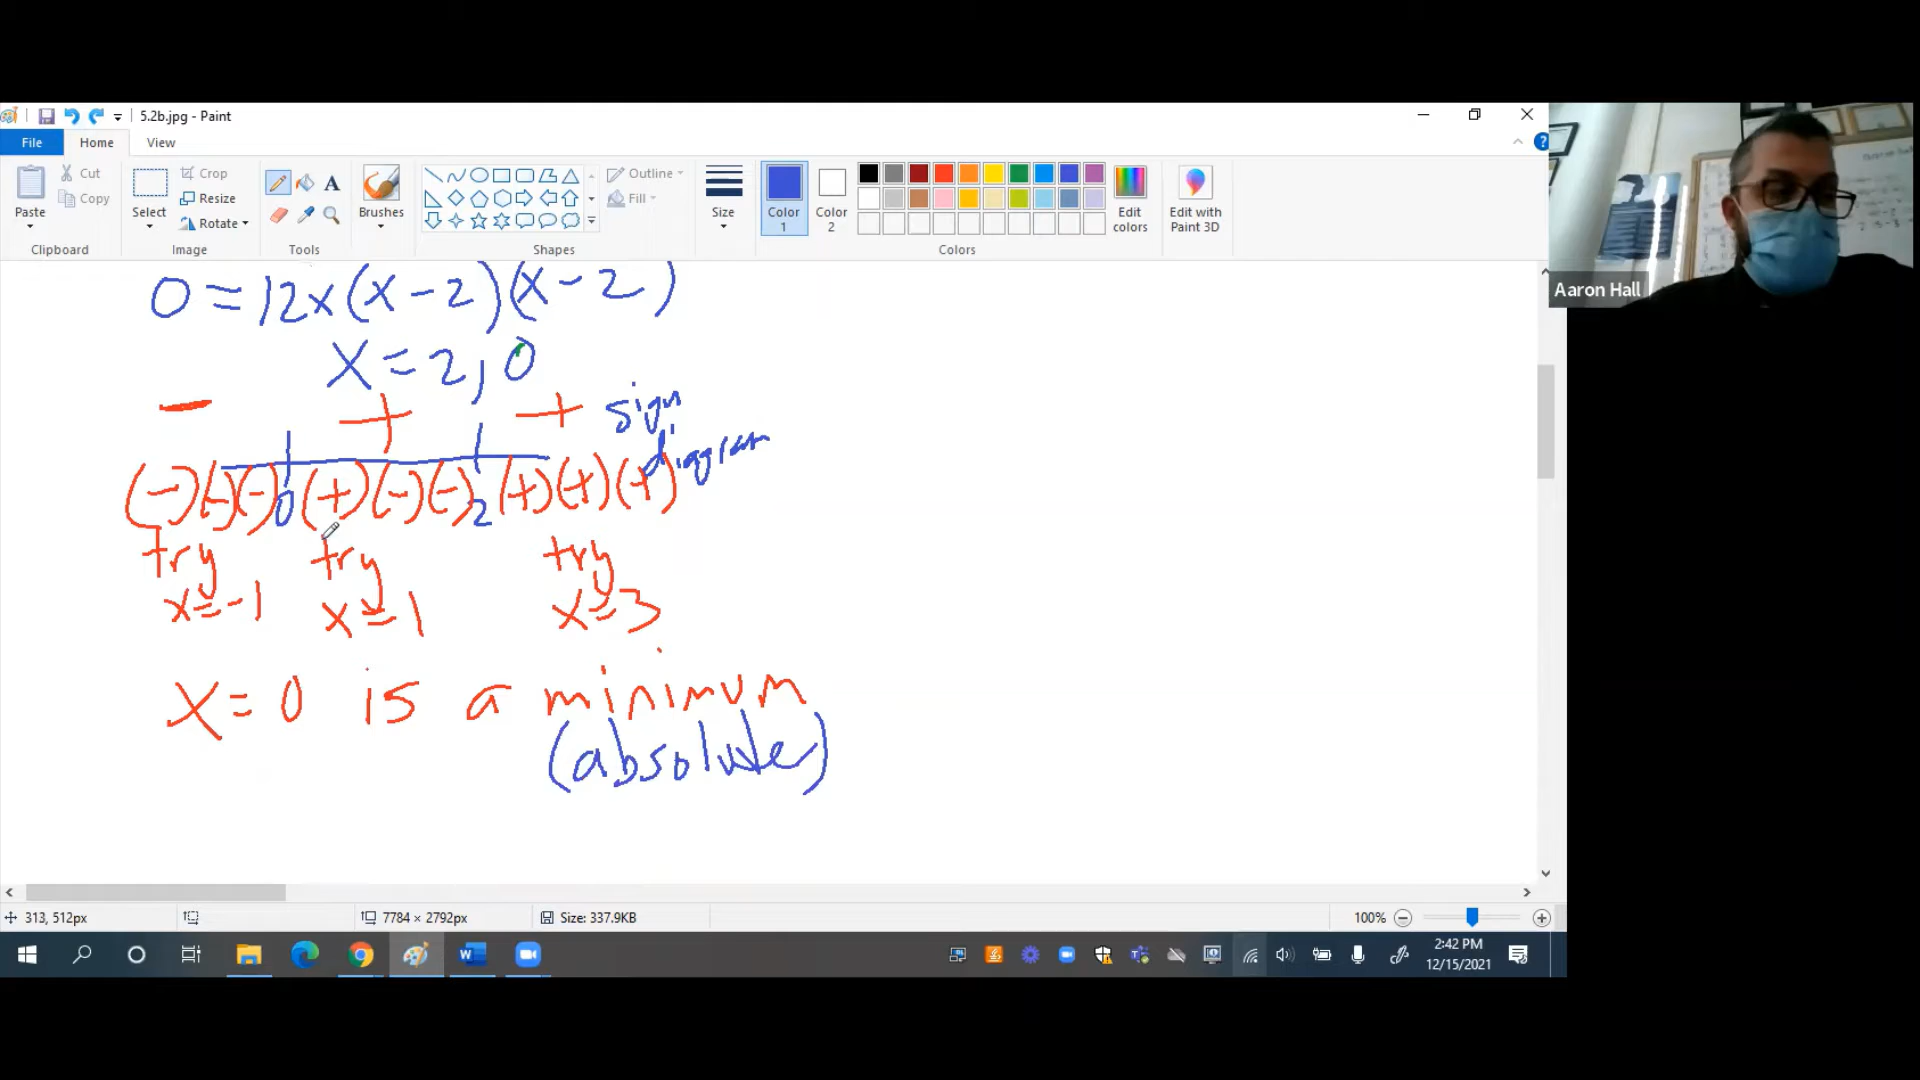 5.2b.jpg - Paint
File Home View
Cut
Copy
Paste
Clipboard
Select
Crop
Resize
Rotate
Image
A
Tools
Brushes
Outline
Fill
Shapes
Size
Color 1
Color 2
Edit colors
Colors
Edit with Paint 3D
?
Aaron Hall
0 = 12x(x-2)(x-2)
x = 2, 0
- + + sign
diagram
(-)(-)(-) 0 (+)(-)(-) 2 (+)(+)(+)
try try try
x=-1 x=1 x=3
x = 0 is a minimum
(absolute)
313, 512px 7784 × 2792px Size: 337.9KB 100%
2:42 PM
12/15/2021